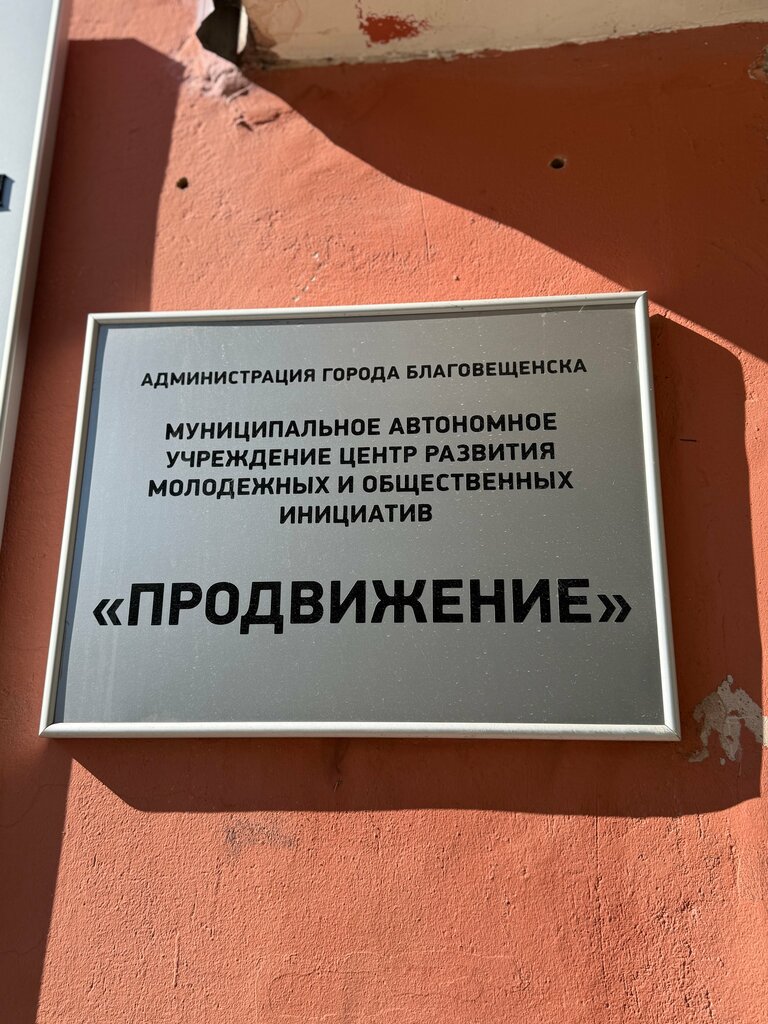 АДМИНИСТРАЦИЯ ГОРОДА БЛАГОВЕЩЕНСКА
МУНИЦИПАЛЬНОЕ АВТОНОМНОЕ
УЧРЕЖДЕНИЕ ЦЕНТР РАЗВИТИЯ
МОЛОДЕЖНЫХ И ОБЩЕСТВЕННЫХ
ИНИЦИАТИВ
«ПРОДВИЖЕНИЕ»